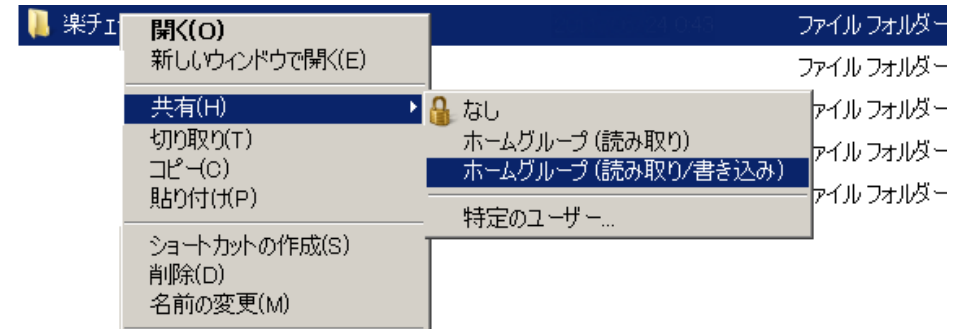 楽チェ
ファイル フォルダー
開く(O)
新しいウィンドウで開く(E)
ファイル フォルダー
共有(H)
なし
ァイル フォルダー
切り取り(T)
ホームグループ (読み取り)
コピー(C)
ホームグループ (読み取り/書き込み)
ァイル フォルダー
貼り付け(P)
特定のユーザー...
ァイル フォルダー
ショートカットの作成(S)
削除(D)
名前の変更(M)